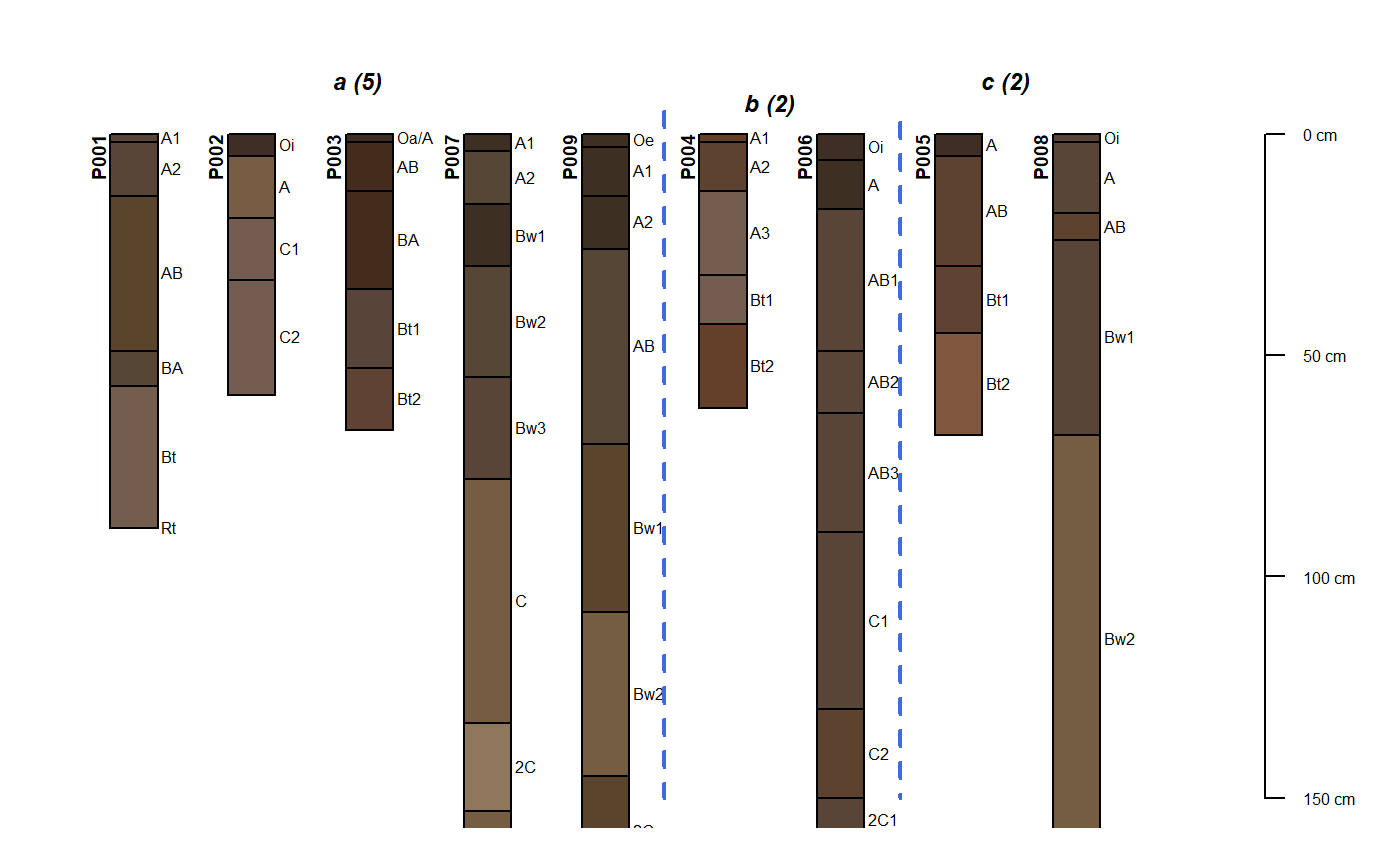 a (5)
b (2)
c (2)
P001
A1
A2
AB
BA
Bt
Rt
P002
Oi
A
C1
C2
P003
Oa/A
AB
BA
Bt1
Bt2
P007
A1
A2
Bw1
Bw2
Bw3
C
2C
P009
Oe
A1
A2
AB
Bw1
Bw2
P004
A1
A2
A3
Bt1
Bt2
P006
Oi
A
AB1
AB2
AB3
C1
C2
2C1
P005
A
AB
Bt1
Bt2
P008
Oi
A
AB
Bw1
Bw2
0 cm
50 cm
100 cm
150 cm